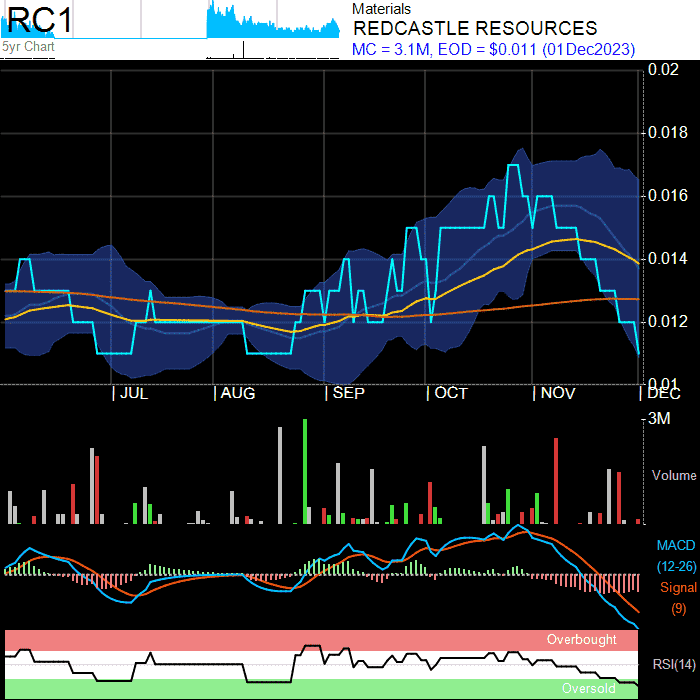 RC1
5yr Chart
Materials
REDCASTLE RESOURCES
MC = 3.1M, EOD = $0.011 (01Dec2023)
0.02
0.018
0.016
0.014
0.012
0.01
JUL AUG SEP OCT NOV DEC
3M
Volume
MACD
(12-26)
Signal
(9)
Overbought
RSI(14)
Oversold